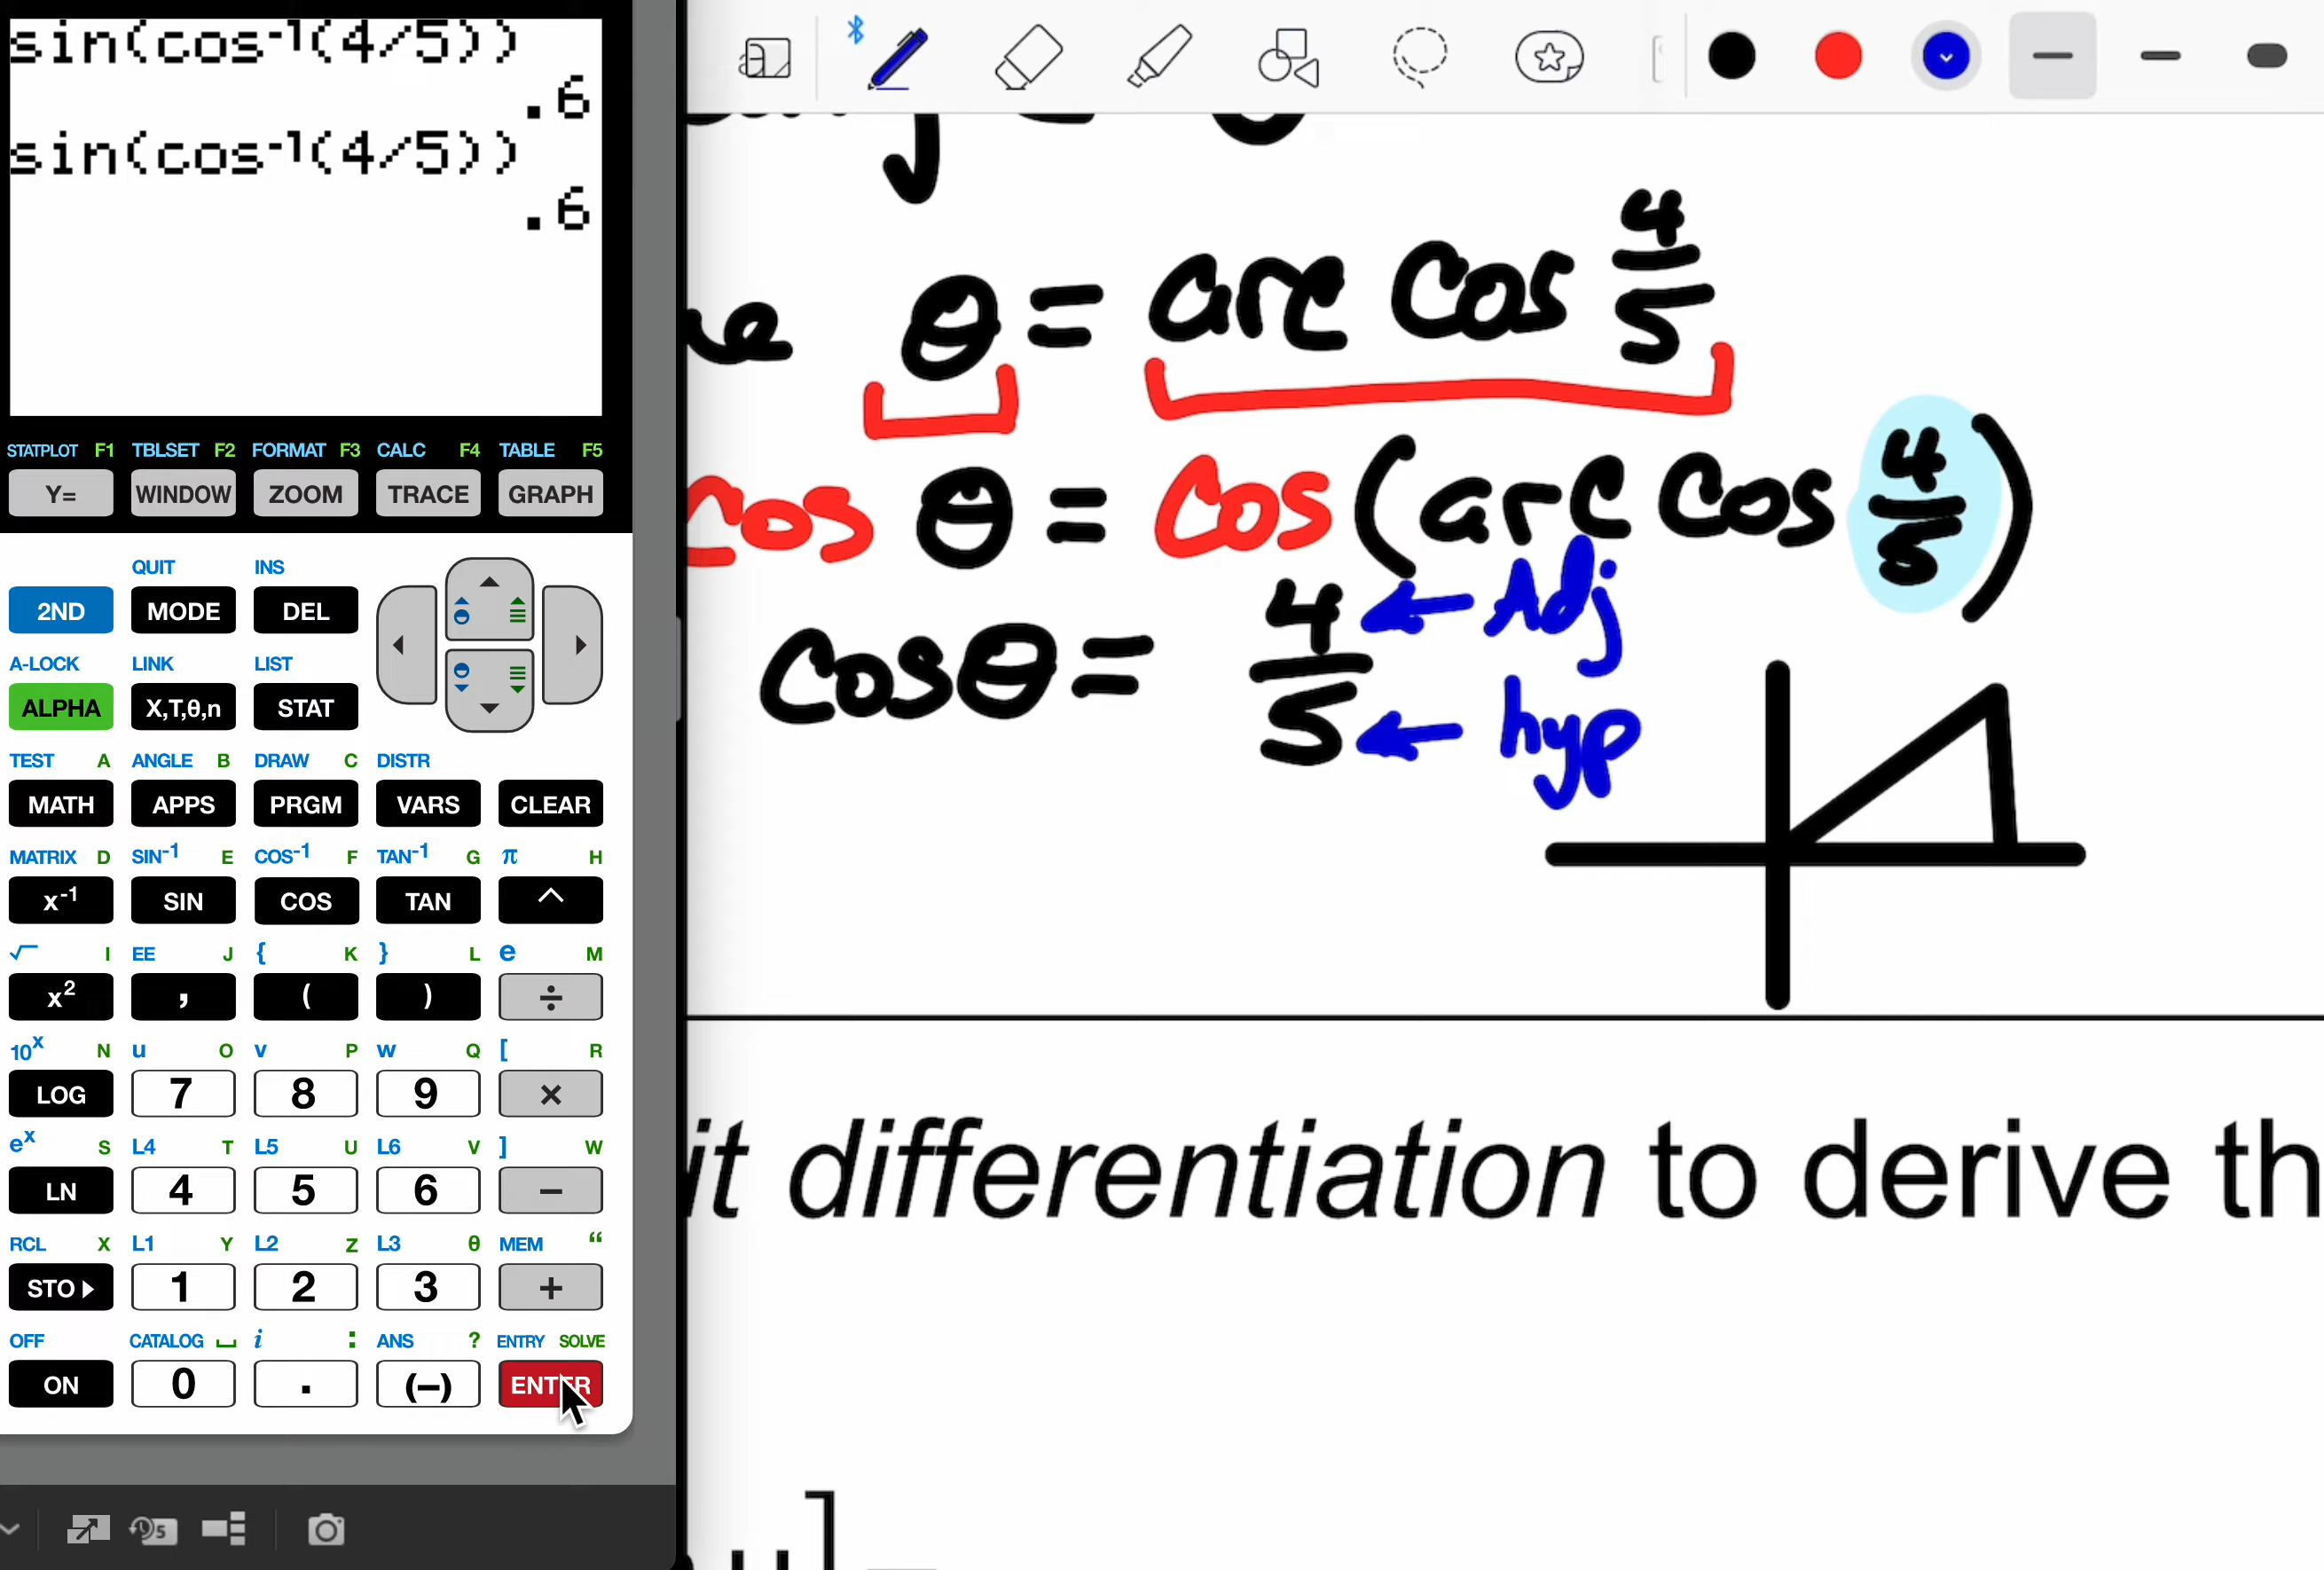 sin(cos⁻¹(4/5))
.6
sin(cos⁻¹(4/5))
.6
STATPLOT F1 TBLSET F2 FORMAT F3 CALC F4 TABLE F5
Y= WINDOW ZOOM TRACE GRAPH
QUIT INS
2ND MODE DEL
A-LOCK LINK LIST
ALPHA X,T,θ,n STAT
TEST A ANGLE B DRAW C DISTR
MATH APPS PRGM VARS CLEAR
MATRIX D SIN⁻¹ E COS⁻¹ F TAN⁻¹ G π H
x⁻¹ SIN COS TAN ^
√ I EE J { K } L e M
x² , ( ) ÷
10ˣ N u O v P w Q [ R
LOG 7 8 9 ×
eˣ S L4 T L5 U L6 V ] W
LN 4 5 6 −
RCL X L1 Y L2 Z L3 θ MEM “
STO▶ 1 2 3 +
OFF CATALOG ⎵ i : ANS ? ENTRY SOLVE
ON 0 . (−) ENTER
5
a
θ = arc cos 4/5
cos θ = cos(arc cos 4/5)
cosθ = 4/5 ← Adj ← hyp
it differentiation to derive th
u] =